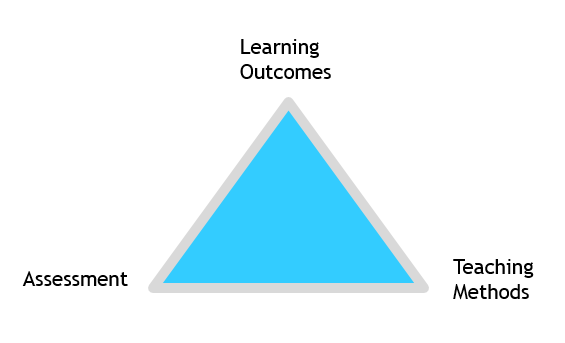 Learning
Outcomes
Assessment
Teaching
Methods